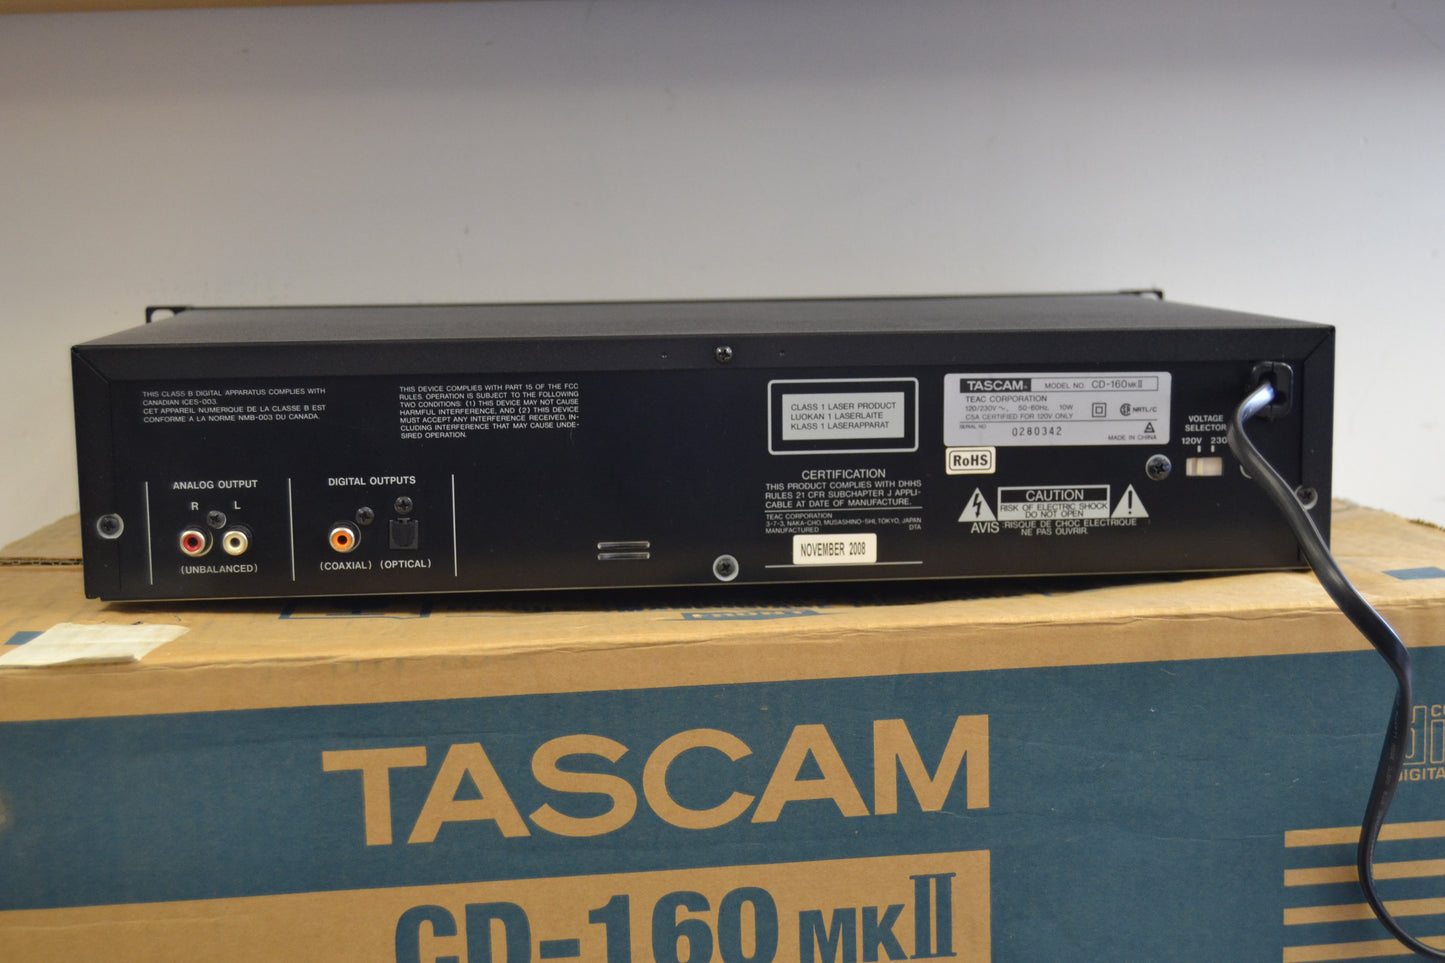 THIS CLASS B DIGITAL APPARATUS COMPLIES WITH
CANADIAN ICES-003.
CET APPAREIL NUMERIQUE DE LA CLASSE B EST
CONFORME A LA NORME NMB-003 DU CANADA.
THIS DEVICE COMPLIES WITH PART 15 OF THE FCC
RULES. OPERATION IS SUBJECT TO THE FOLLOWING
TWO CONDITIONS: (1) THIS DEVICE MAY NOT CAUSE
HARMFUL INTERFERENCE, AND (2) THIS DEVICE
MUST ACCEPT ANY INTERFERENCE RECEIVED, IN-
CLUDING INTERFERENCE THAT MAY CAUSE UNDE-
SIRED OPERATION.
ANALOG OUTPUT
R L
(UNBALANCED)
DIGITAL OUTPUTS
(COAXIAL) (OPTICAL)
CLASS 1 LASER PRODUCT
LUOKAN 1 LASERLAITE
KLASS 1 LASERAPPARAT
CERTIFICATION
THIS PRODUCT COMPLIES WITH DHHS
RULES 21 CFR SUBCHAPTER J APPLI-
CABLE AT DATE OF MANUFACTURE.
TEAC CORPORATION
3-7-3, NAKA-CHO, MUSASHINO-SHI, TOKYO, JAPAN
MANUFACTURED DTA
NOVEMBER 2008
TASCAM MODEL NO. CD-160MKII
TEAC CORPORATION
120/230V ~, 50-60Hz, 10W
CSA CERTIFIED FOR 120V ONLY
NRTL/C
SERIAL NO 0280342
MADE IN CHINA
RoHS
CAUTION
RISK OF ELECTRIC SHOCK
DO NOT OPEN
AVIS :RISQUE DE CHOC ELECTRIQUE
NE PAS OUVRIR.
VOLTAGE
SELECTOR
120V 230
TASCAM
CD-160 MKII